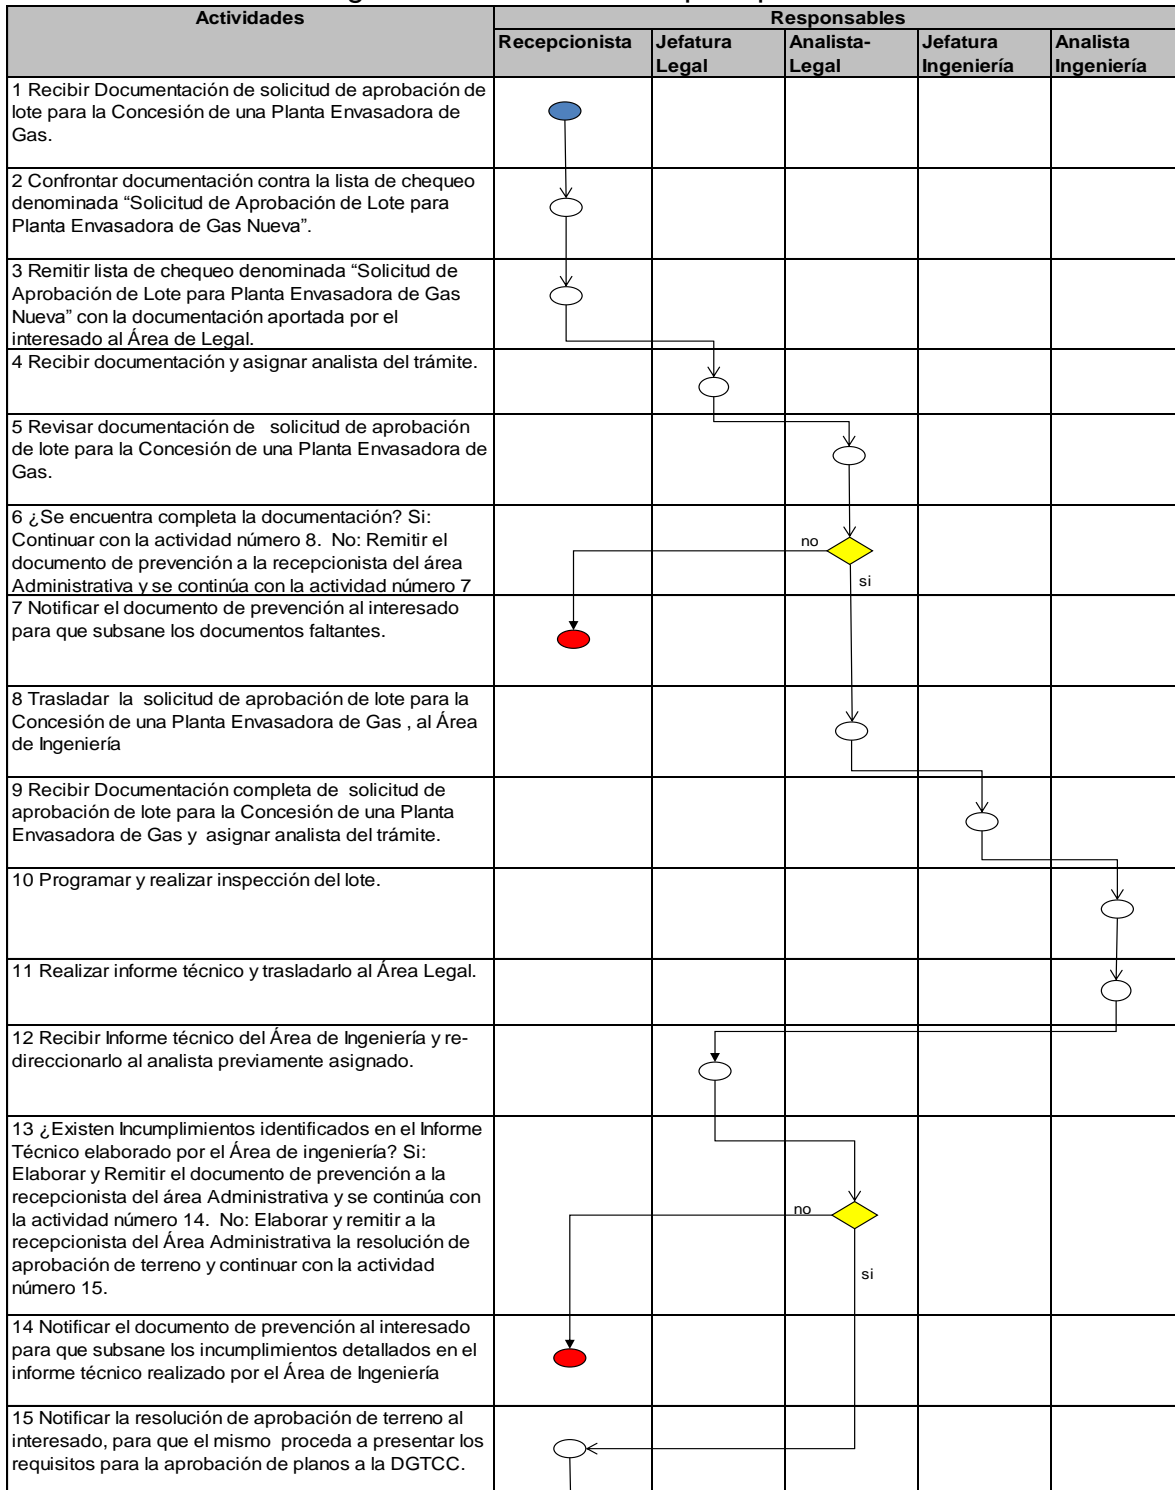 Actividades
Responsables
Recepcionista
Jefatura
Legal
Analista-
Legal
Jefatura
Ingeniería
Analista
Ingeniería
1 Recibir Documentación de solicitud de aprobación de
lote para la Concesión de una Planta Envasadora de
Gas.
2 Confrontar documentación contra la lista de chequeo
denominada “Solicitud de Aprobación de Lote para
Planta Envasadora de Gas Nueva”.
3 Remitir lista de chequeo denominada “Solicitud de
Aprobación de Lote para Planta Envasadora de Gas
Nueva” con la documentación aportada por el
interesado al Área de Legal.
4 Recibir documentación y asignar analista del trámite.
5 Revisar documentación de solicitud de aprobación
de lote para la Concesión de una Planta Envasadora de
Gas.
6 ¿Se encuentra completa la documentación? Si:
Continuar con la actividad número 8. No: Remitir el
documento de prevención a la recepcionista del área
Administrativa y se continúa con la actividad número 7
no
si
7 Notificar el documento de prevención al interesado
para que subsane los documentos faltantes.
8 Trasladar la solicitud de aprobación de lote para la
Concesión de una Planta Envasadora de Gas , al Área
de Ingeniería
9 Recibir Documentación completa de solicitud de
aprobación de lote para la Concesión de una Planta
Envasadora de Gas y asignar analista del trámite.
10 Programar y realizar inspección del lote.
11 Realizar informe técnico y trasladarlo al Área Legal.
12 Recibir Informe técnico del Área de Ingeniería y re-
direccionarlo al analista previamente asignado.
13 ¿Existen Incumplimientos identificados en el Informe
Técnico elaborado por el Área de ingeniería? Si:
Elaborar y Remitir el documento de prevención a la
recepcionista del área Administrativa y se continúa con
la actividad número 14. No: Elaborar y remitir a la
recepcionista del Área Administrativa la resolución de
aprobación de terreno y continuar con la actividad
número 15.
no
si
14 Notificar el documento de prevención al interesado
para que subsane los incumplimientos detallados en el
informe técnico realizado por el Área de Ingeniería
15 Notificar la resolución de aprobación de terreno al
interesado, para que el mismo proceda a presentar los
requisitos para la aprobación de planos a la DGTCC.